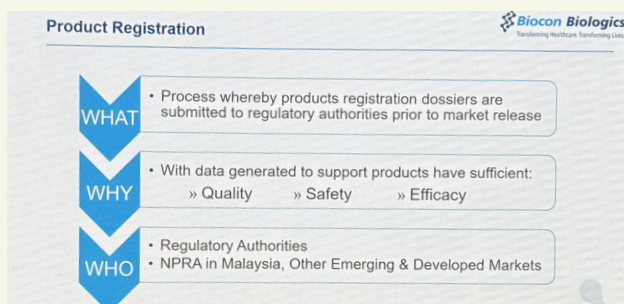 Product Registration
Biocon Biologics
Transforming Healthcare Transforming Lives
WHAT
• Process whereby products registration dossiers are
submitted to regulatory authorities prior to market release
WHY
• With data generated to support products have sufficient:
» Quality » Safety » Efficacy
WHO
• Regulatory Authorities
• NPRA in Malaysia, Other Emerging & Developed Markets